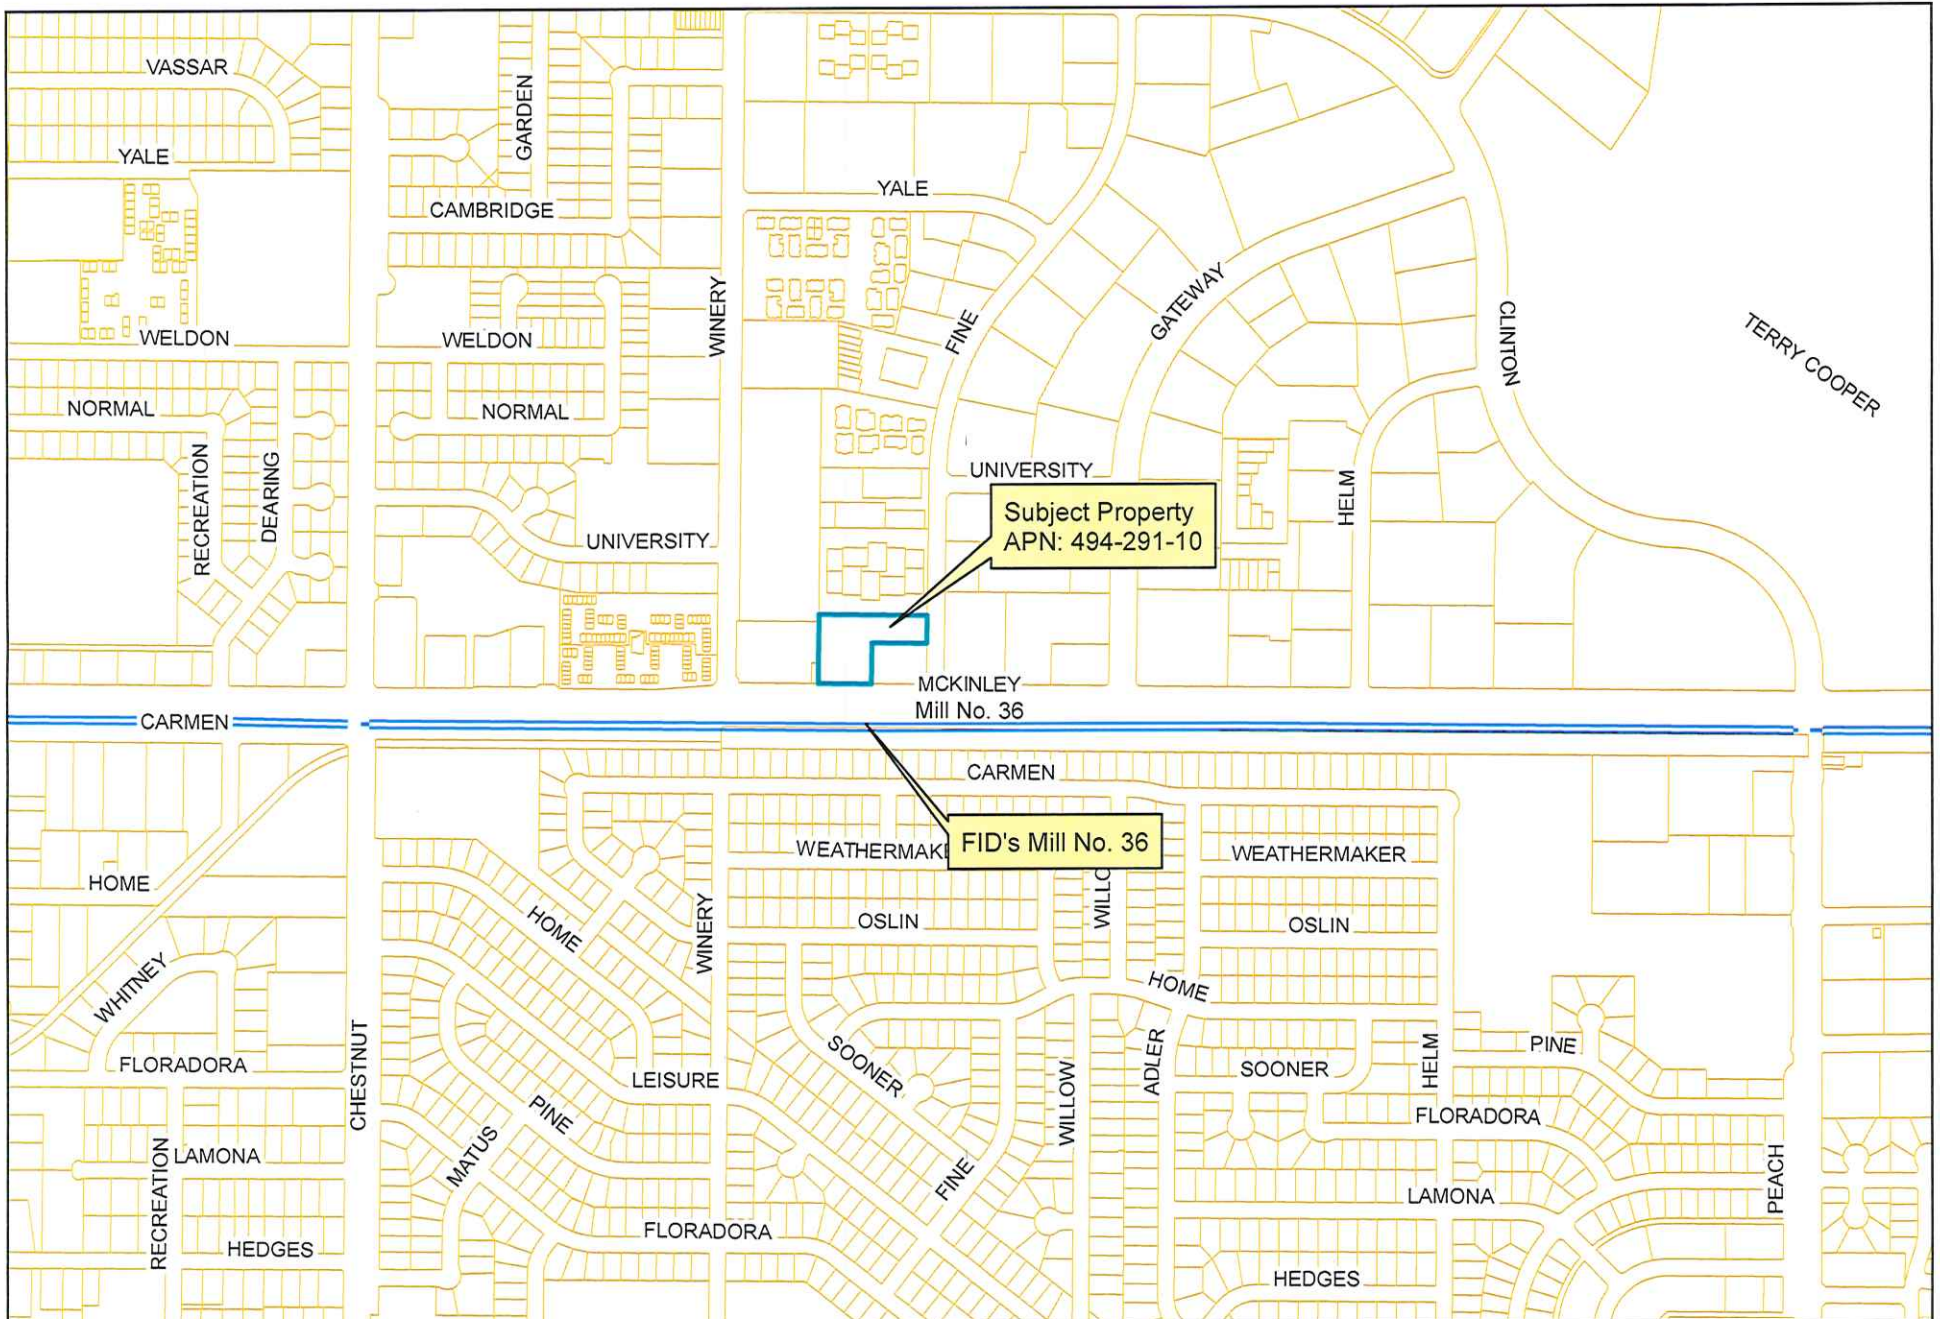 VASSAR
GARDEN
YALE
YALE
CAMBRIDGE
WINERY
GATEWAY
FINE
CLINTON
TERRY COOPER
WELDON
WELDON
NORMAL
NORMAL
RECREATION
DEARING
UNIVERSITY
HELM
Subject Property
APN: 494-291-10
UNIVERSITY
MCKINLEY
Mill No. 36
CARMEN
CARMEN
FID's Mill No. 36
WEATHERMAKE
WEATHERMAKER
HOME
WILLO
HOME
WINERY
OSLIN
OSLIN
WHITNEY
HOME
CHESTNUT
SOONER
ADLER
HELM
PINE
FLORADORA
LEISURE
WILLOW
SOONER
PINE
FLORADORA
MATUS
RECREATION
LAMONA
FINE
PEACH
LAMONA
FLORADORA
HEDGES
HEDGES